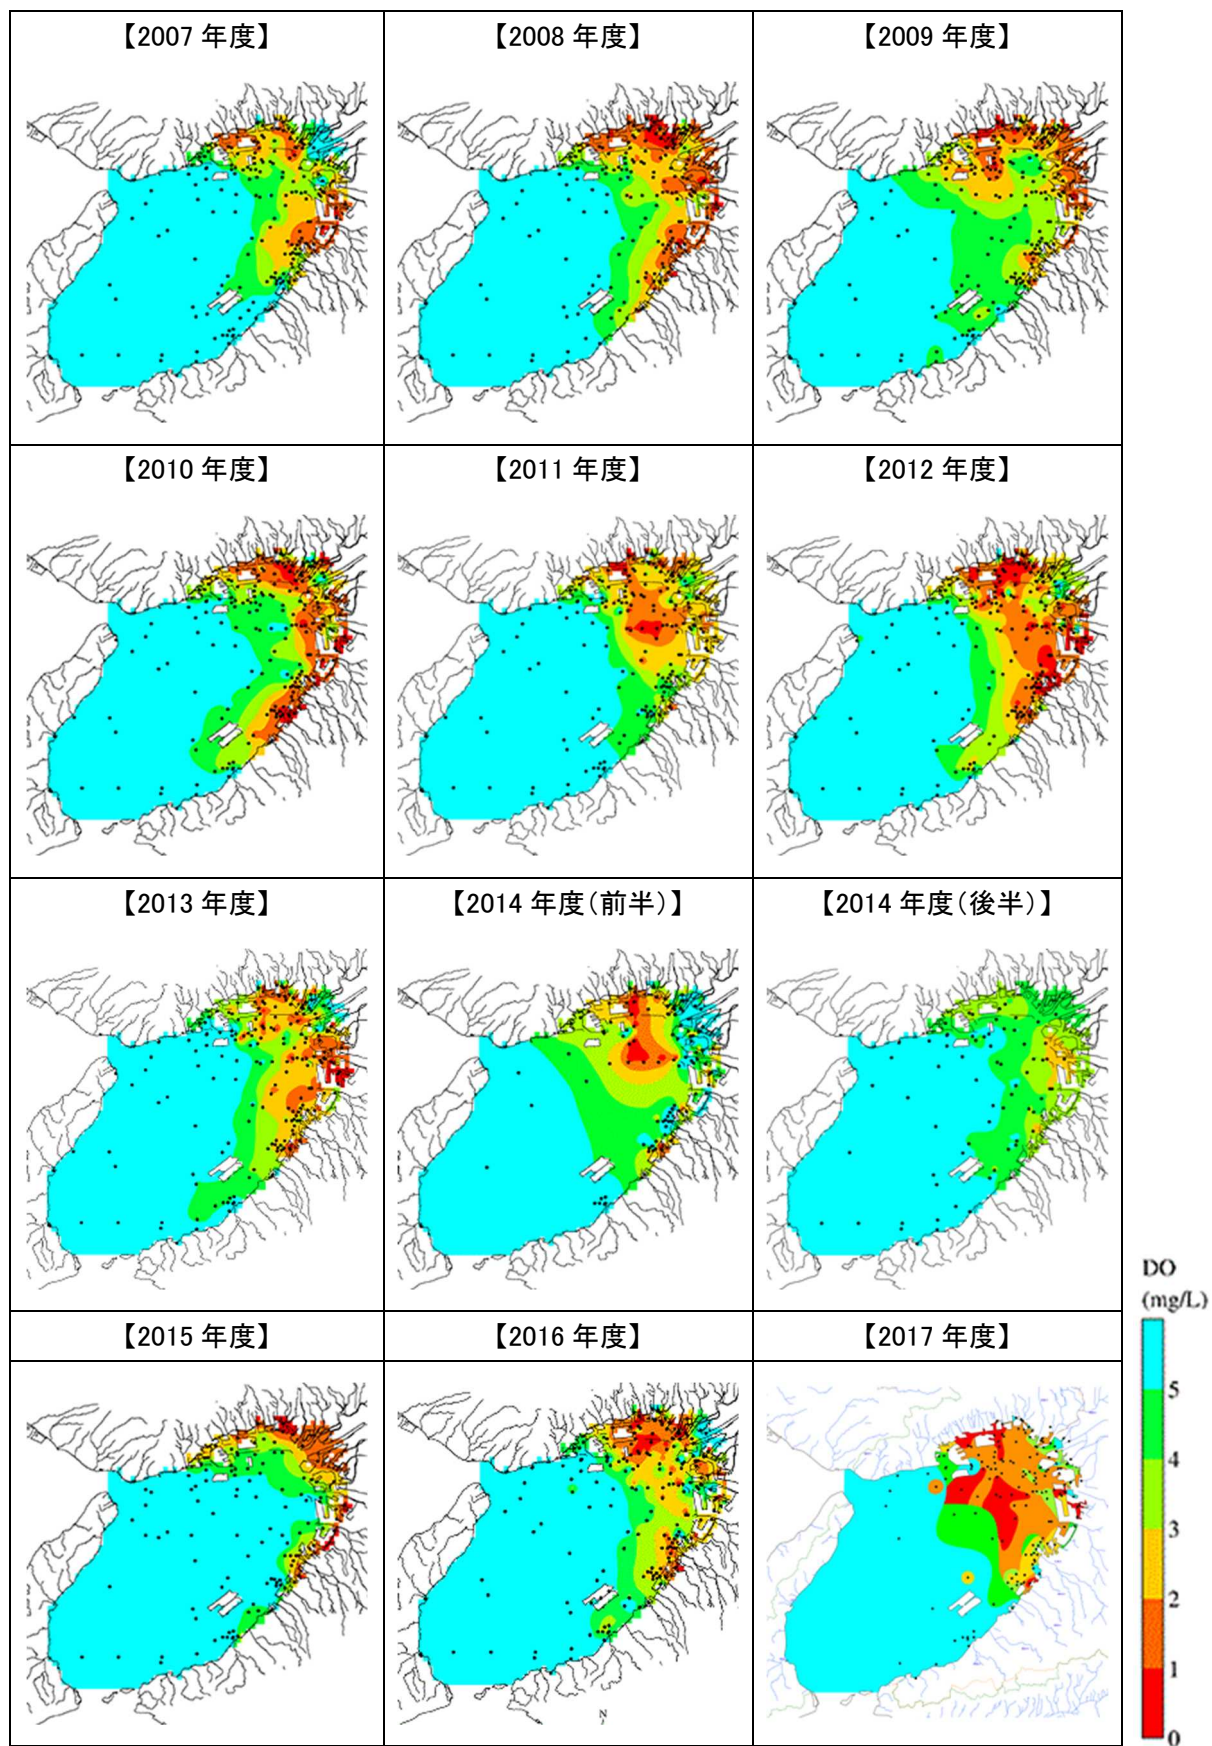 【2007 年度】
【2008 年度】
【2009 年度】
【2010 年度】
【2011 年度】
【2012 年度】
【2013 年度】
【2014 年度(前半)】
【2014 年度(後半)】
【2015 年度】
【2016 年度】
【2017 年度】
N
DO
(mg/L)
5
4
3
2
1
0